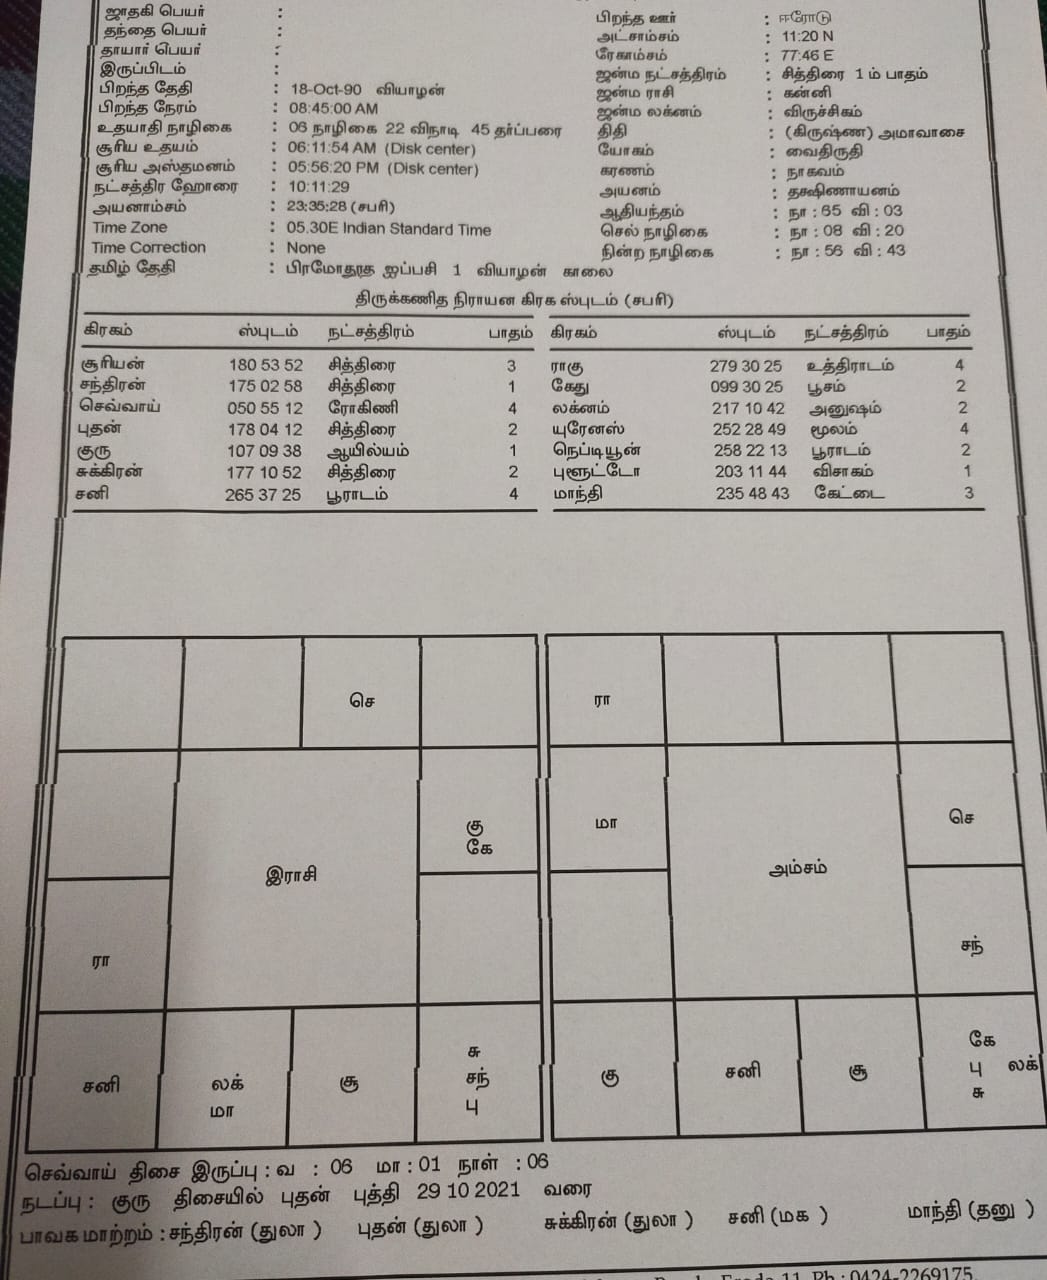 ஜாதகி பெயர் :
தந்தை பெயர் :
தாயார் பெயர் :
இருப்பிடம் :
பிறந்த தேதி : 18-Oct-90 வியாழன்
பிறந்த நேரம் : 08:45:00 AM
உதயாதி நாழிகை : 06 நாழிகை 22 விநாடி 45 தர்ப்பரை
சூரிய உதயம் : 06:11:54 AM (Disk center)
சூரிய அஸ்தமனம் : 05:56:20 PM (Disk center)
நட்சத்திர ஹோரை : 10:11:29
அயனாம்சம் : 23:35:28 (சபரி)
Time Zone : 05.30E Indian Standard Time
Time Correction : None
தமிழ் தேதி : பிரமோதூத ஐப்பசி 1 வியாழன் காலை
பிறந்த ஊர் : ஈரோடு
அட்சாம்சம் : 11:20 N
ரேகாம்சம் : 77:46 E
ஜன்ம நட்சத்திரம் : சித்திரை 1 ம் பாதம்
ஜன்ம ராசி : கன்னி
ஜன்ம லக்னம் : விருச்சிகம்
திதி : (கிருஷ்ண) அமாவாசை
யோகம் : வைதிருதி
கரணம் : நாகவம்
அயனம் : தக்ஷிணாயனம்
ஆதியந்தம் : நா : 65 வி : 03
செல் நாழிகை : நா : 08 வி : 20
நின்ற நாழிகை : நா : 56 வி : 43
திருக்கணித நிராயன கிரக ஸ்புடம் (சபரி)
கிரகம் ஸ்புடம் நட்சத்திரம் பாதம் கிரகம் ஸ்புடம் நட்சத்திரம் பாதம்
சூரியன் 180 53 52 சித்திரை 3 ராகு 279 30 25 உத்திராடம் 4
சந்திரன் 175 02 58 சித்திரை 1 கேது 099 30 25 பூசம் 2
செவ்வாய் 050 55 12 ரோகிணி 4 லக்னம் 217 10 42 அனுஷம் 2
புதன் 178 04 12 சித்திரை 2 யுரேனஸ் 252 28 49 மூலம் 4
குரு 107 09 38 ஆயில்யம் 1 நெப்டியூன் 258 22 13 பூராடம் 2
சுக்கிரன் 177 10 52 சித்திரை 2 புளூட்டோ 203 11 44 விசாகம் 1
சனி 265 37 25 பூராடம் 4 மாந்தி 235 48 43 கேட்டை 3
செ
கு
கே
இராசி
ரா
சனி
லக்
மா
சூ
சு
சந்
பு
ரா
மா
செ
அம்சம்
சந்
கு
சனி
சூ
கே
பு லக்
சு
செவ்வாய் திசை இருப்பு : வ : 06 மா : 01 நாள் : 06
நடப்பு : குரு திசையில் புதன் புத்தி 29 10 2021 வரை
பாவக மாற்றம் : சந்திரன் (துலா ) புதன் (துலா ) சுக்கிரன் (துலா ) சனி (மக ) மாந்தி (தனு )
Ph : 0424-2269175